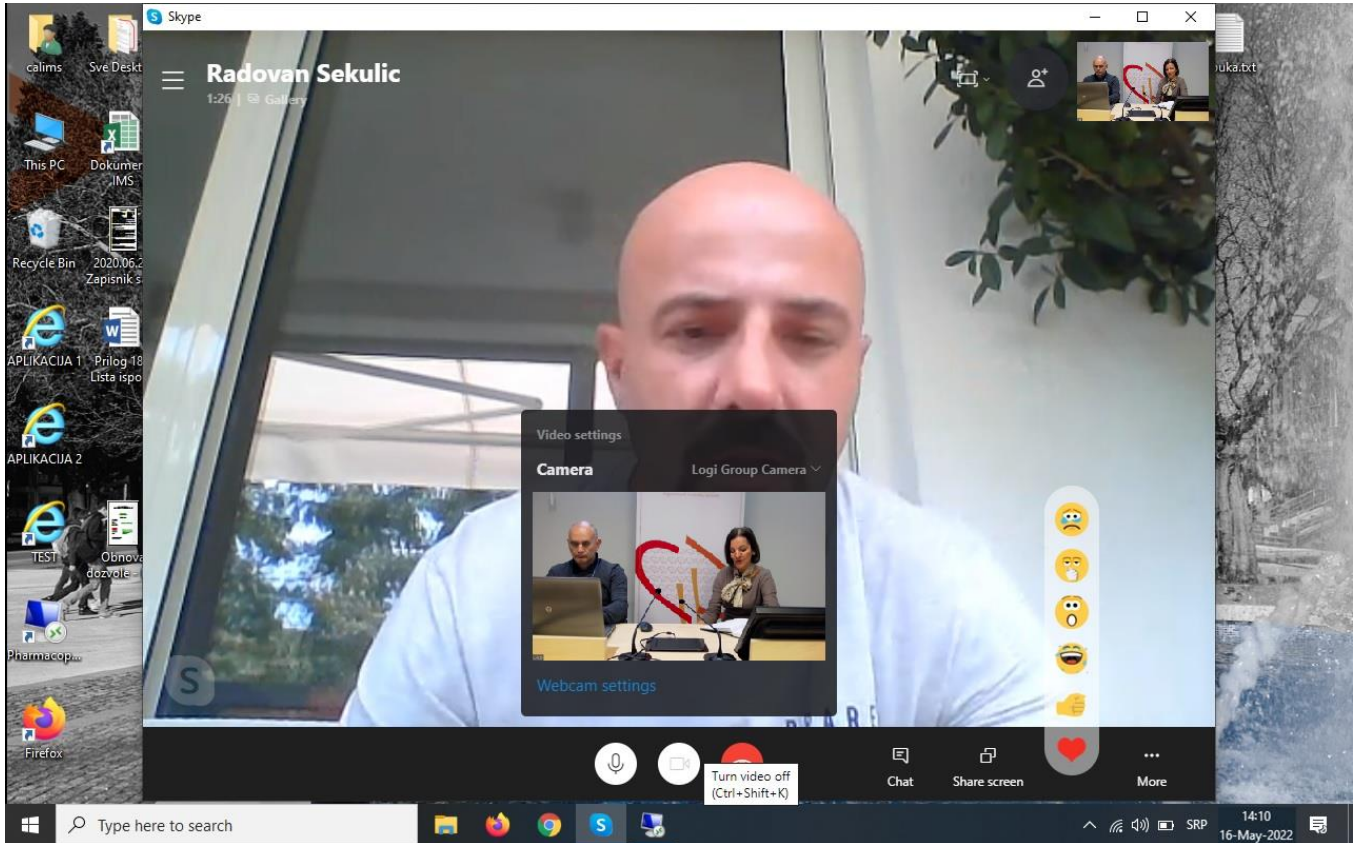 Skype
Radovan Sekulic
1:26 | Gallery
calims
Sve Deskt
This PC
Dokumen
IMS
Recycle Bin
2020.06.2
Zapisnik s
APLIKACIJA 1
Prilog 18
Lista ispo
APLIKACIJA 2
TEST
Obnova
dozvole -
Pharmacop...
Firefox
uka.txt
Video settings
Camera
Logi Group Camera
Webcam settings
Turn video off
(Ctrl+Shift+K)
Chat
Share screen
More
Type here to search
SRP
14:10
16-May-2022